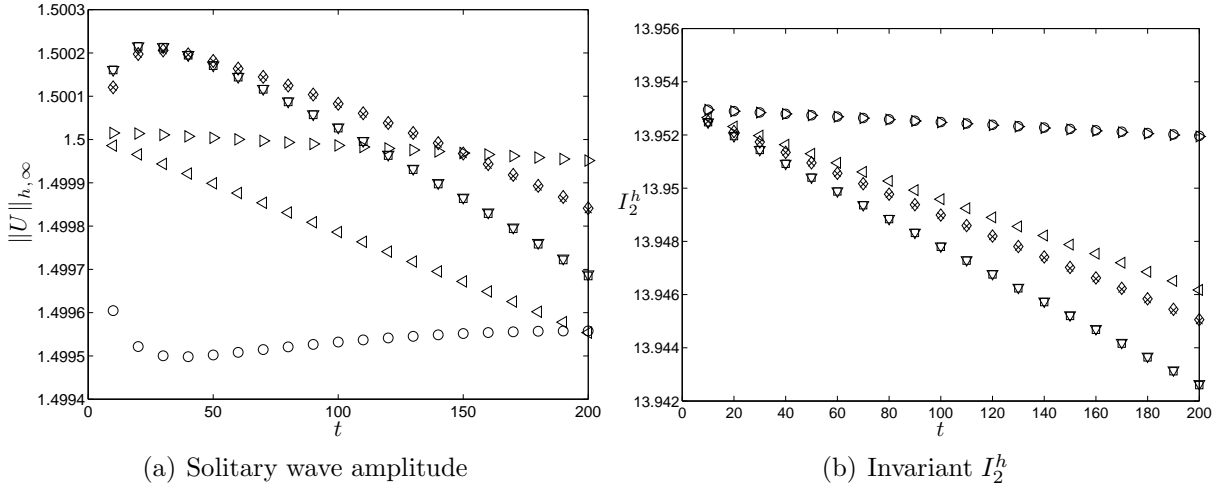 1.5003
1.5002
1.5001
1.5
1.4999
1.4998
1.4997
1.4996
1.4995
1.4994
||U||h,∞
0 50 100 150 200
t
(a) Solitary wave amplitude
13.956
13.954
13.952
13.95
13.948
13.946
13.944
13.942
I₂ʰ
0 20 40 60 80 100 120 140 160 180 200
t
(b) Invariant I₂ʰ